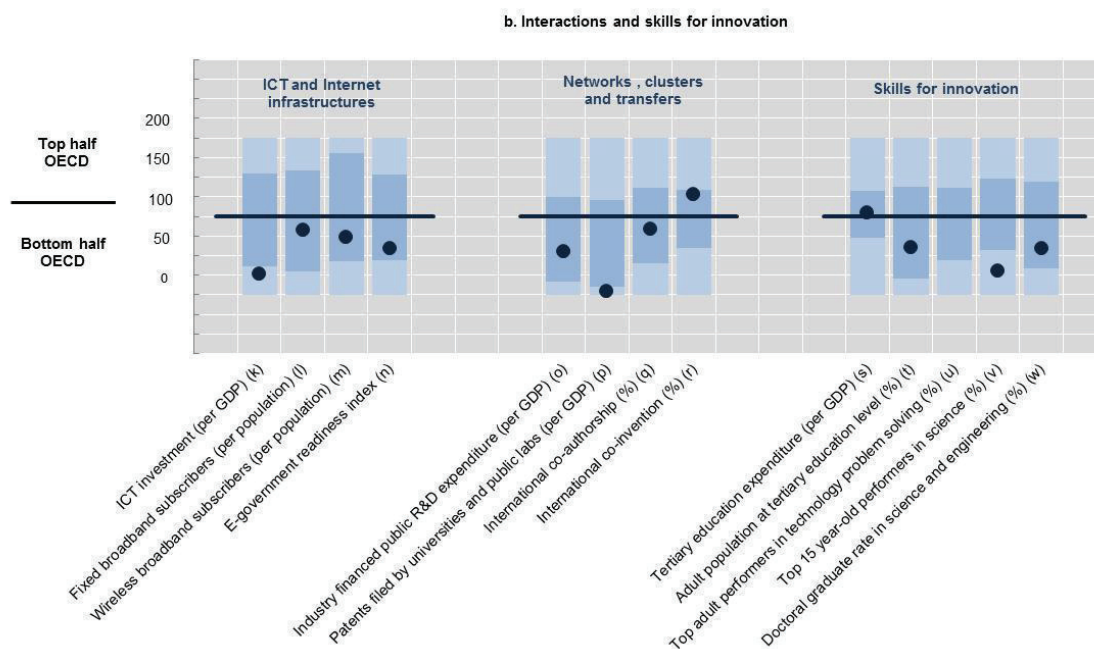 b. Interactions and skills for innovation
ICT and Internet
infrastructures
Networks , clusters
and transfers
Skills for innovation
Top half
OECD
Bottom half
OECD
200
150
100
50
0
ICT investment (per GDP) (k)
Fixed broadband subscribers (per population) (l)
Wireless broadband subscribers (per population) (m)
E-government readiness index (n)
Industry financed public R&D expenditure (per GDP) (o)
Patents filed by universities and public labs (per GDP) (p)
International co-authorship (%) (q)
International co-invention (%) (r)
Tertiary education expenditure (per GDP) (s)
Adult population at tertiary education level (%) (t)
Top adult performers in technology problem solving (%) (u)
Top 15 year-old performers in science (%) (v)
Doctoral graduate rate in science and engineering (%) (w)